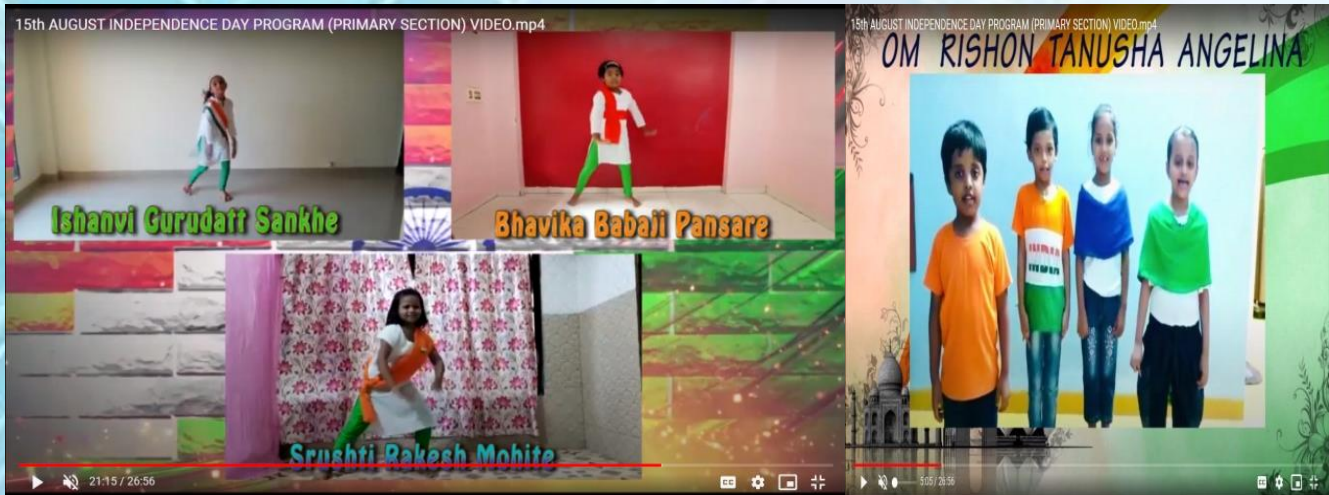 15th AUGUST INDEPENDENCE DAY PROGRAM (PRIMARY SECTION) VIDEO.mp4
Ishanvi Gurudatt Sankhe
Bhavika Babaji Pansare
Srushti Rakesh Mohite
21:15 / 26:56
CC
15th AUGUST INDEPENDENCE DAY PROGRAM (PRIMARY SECTION) VIDEO.mp4
OM RISHON TANUSHA ANGELINA
5:05 / 26:56
CC